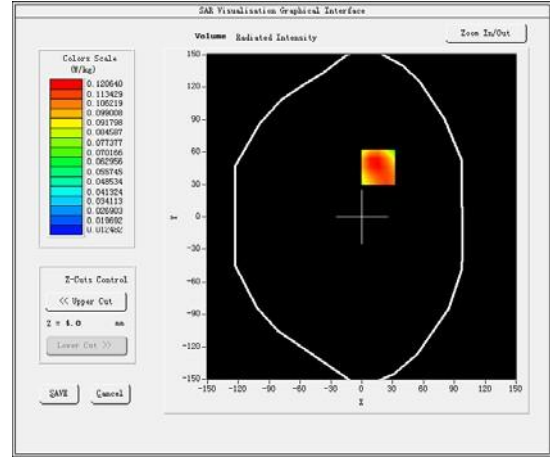 SAR Visualisation Graphical Interface
Volume Radiated Intensity
Zoom In/Out
Colors Scale
(W/kg)
0.120640
0.113429
0.106219
0.099008
0.091798
0.084587
0.077377
0.070166
0.062956
0.055745
0.048534
0.041324
0.034113
0.026903
0.019692
0.012482
Z-Cuts Control
<< Upper Cut
Z = 4.0 mm
Lower Cut >>
SAVE
Cancel
150
120
90
60
30
Y
0
-30
-60
-90
-120
-150
-150 -120 -90 -60 -30 0 30 60 90 120 150
X